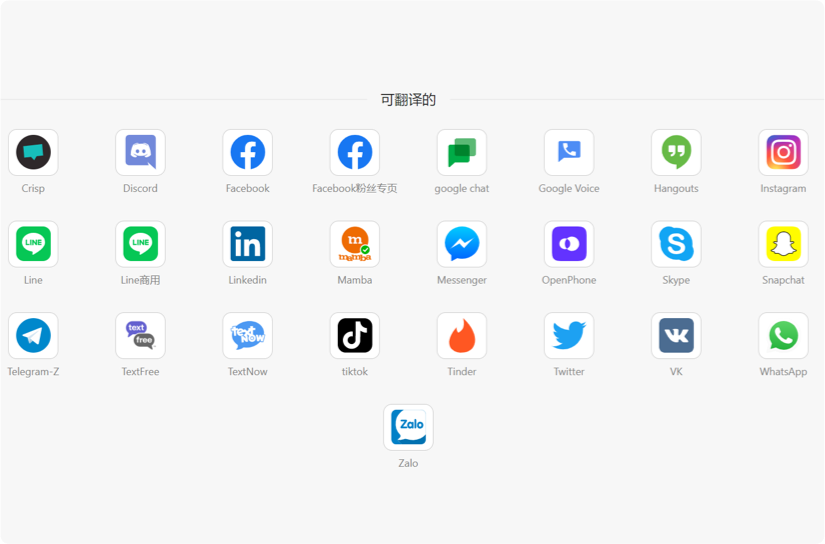 可翻译的
Crisp
Discord
Facebook
Facebook粉丝专页
google chat
Google Voice
Hangouts
Instagram
LINE
LINE
in
m
mamba
S
Line
Line商用
Linkedin
Mamba
Messenger
OpenPhone
Skype
Snapchat
text
free
Text
NOW
Telegram-Z
TextFree
TextNow
tiktok
Tinder
Twitter
VK
WhatsApp
Zalo
Zalo